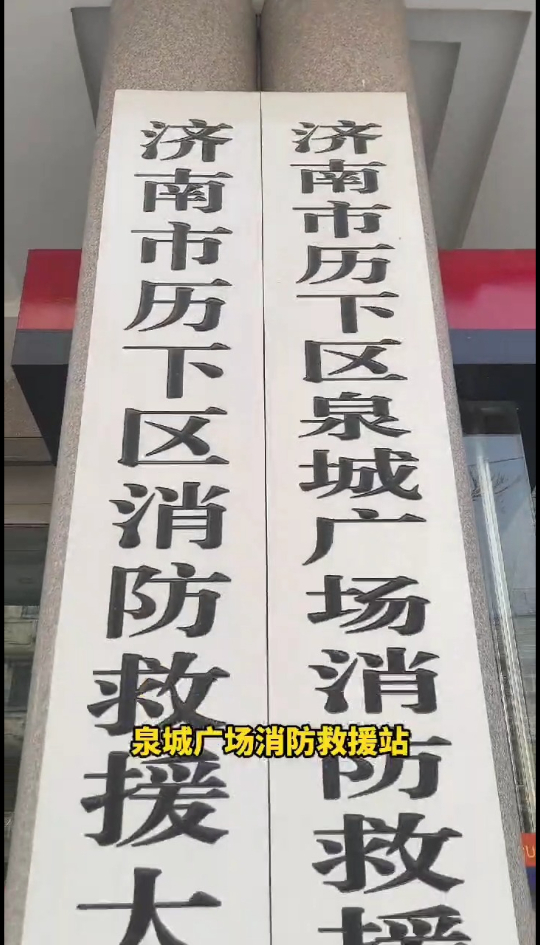 济南市历下区消防救援大
济南市历下区泉城广场消防救援
泉城广场消防救援站